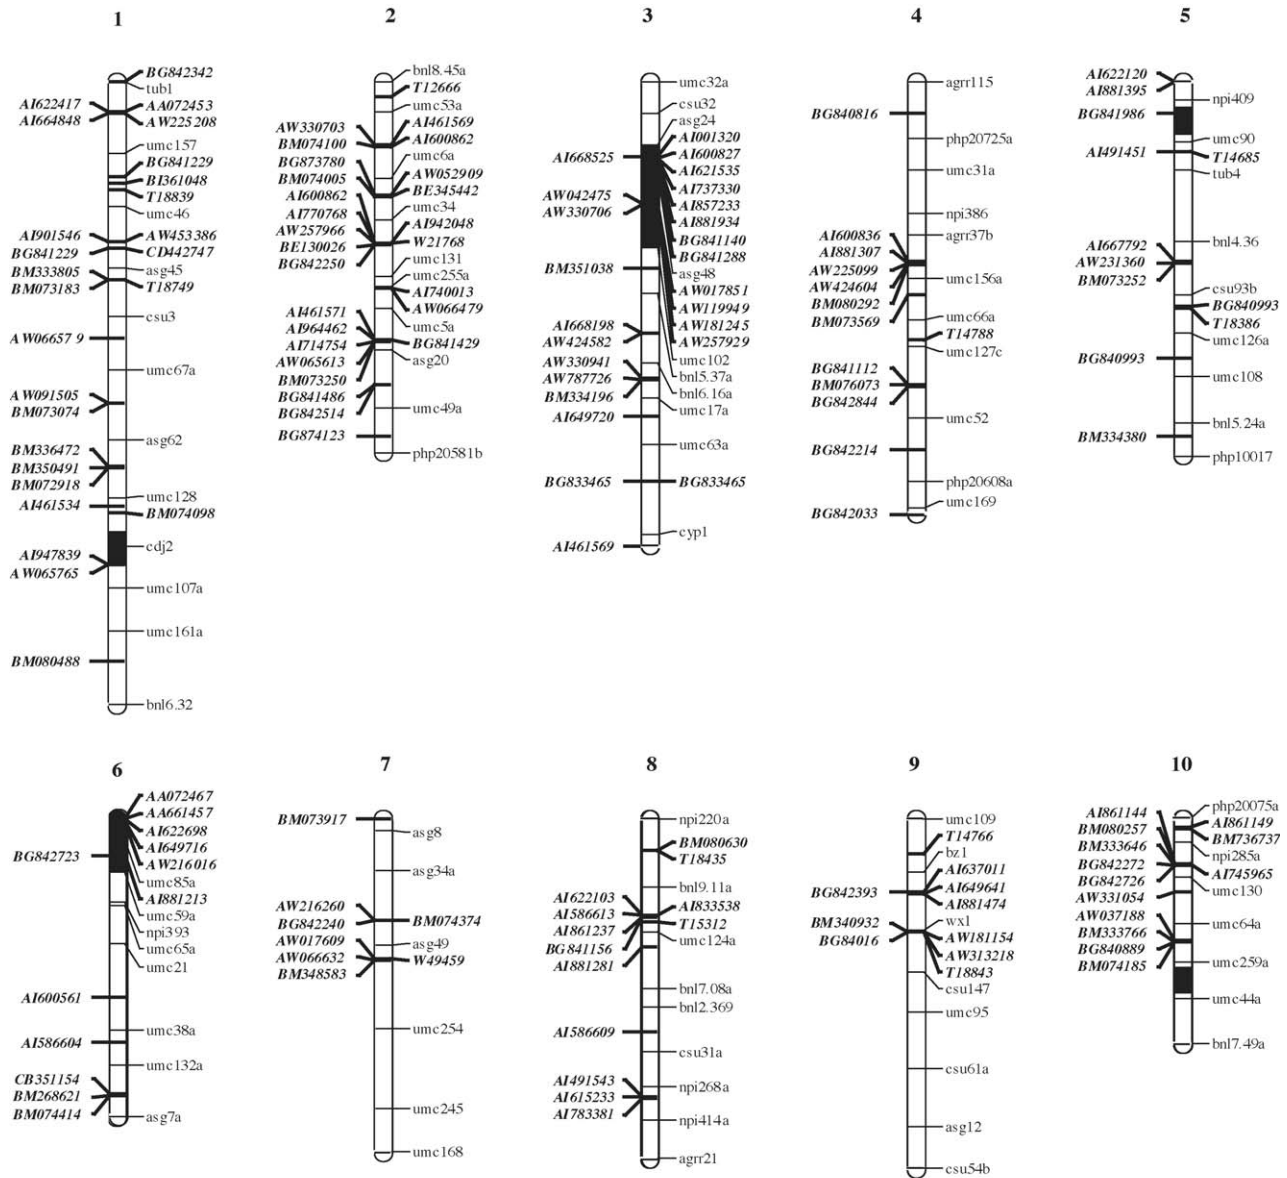 1
BG842342
tub1
AI622417
AA072453
AI664848
AW225208
umc157
BG841229
BI361048
T18839
umc46
AI901546
AW453386
BG841229
CD442747
BM333805
asg45
BM073183
T18749
csu3
AW06657 9
umc67a
AW091505
BM073074
asg62
BM336472
BM350491
BM072918
umc128
AI461534
BM074098
cdj2
AI947839
AW065765
umc107a
umc161a
BM080488
bnl6.32
2
bnl8.45a
T12666
umc53a
AW330703
AI461569
BM074100
AI600862
BG873780
umc6a
BM074005
AW052909
AI600862
BE345442
AI770768
umc34
AW257966
AI942048
BE130026
W21768
BG842250
umc131
umc255a
AI740013
AW066479
AI461571
umc5a
AI964462
BG841429
AI714754
asg20
AW065613
BM073250
BG841486
BG842514
umc49a
BG874123
php20581b
3
umc32a
csu32
asg24
AI001320
AI668525
AI600827
AI621535
AI737330
AW042475
AI857233
AW330706
AI881934
BG841140
BG841288
BM351038
asg48
AW017851
AW119949
AI668198
AW181245
AW424582
AW257929
AW330941
umc102
AW787726
bnl5.37a
BM334196
bnl6.16a
AI649720
umc17a
umc63a
BG833465
BG833465
cyp1
AI461569
4
agrr115
BG840816
php20725a
umc31a
npi386
AI600836
agrr37b
AI881307
AW225099
umc156a
AW424604
BM080292
BM073569
umc66a
T14788
umc127c
BG841112
BM076073
BG842844
umc52
BG842214
php20608a
umc169
BG842033
5
AI622120
AI881395
npi409
BG841986
umc90
AI491451
T14685
tub4
AI667792
bnl4.36
AW231360
BM073252
csu93b
BG840993
T18386
umc126a
BG840993
umc108
bnl5.24a
BM334380
php10017
6
AA072467
AA661457
AI622698
AI649716
BG842723
AW216016
umc85a
AI881213
umc59a
npi393
umc65a
umc21
AI600561
umc38a
AI586604
umc132a
CB351154
BM268621
BM074414
asg7a
7
BM073917
asg8
asg34a
AW216260
BG842240
BM074374
AW017609
asg49
AW066632
W49459
BM348583
umc254
umc245
umc168
8
npi220a
BM080630
T18435
bnl9.11a
AI622103
AI833538
AI586613
T15312
AI861237
umc124a
BG841156
AI881281
bnl7.08a
bnl2.369
AI586609
csu31a
AI491543
npi268a
AI615233
AI783381
npi414a
agrr21
9
umc109
T14766
bz1
AI637011
BG842393
AI649641
AI881474
BM340932
wx1
BG84016
AW181154
AW313218
T18843
csu147
umc95
csu61a
asg12
csu54b
10
php20075a
AI861144
AI861149
BM080257
BM736737
BM333646
npi285a
BG842272
AI745965
BG842726
umc130
AW331054
AW037188
umc64a
BM333766
BG840889
umc259a
BM074185
umc44a
bnl7.49a